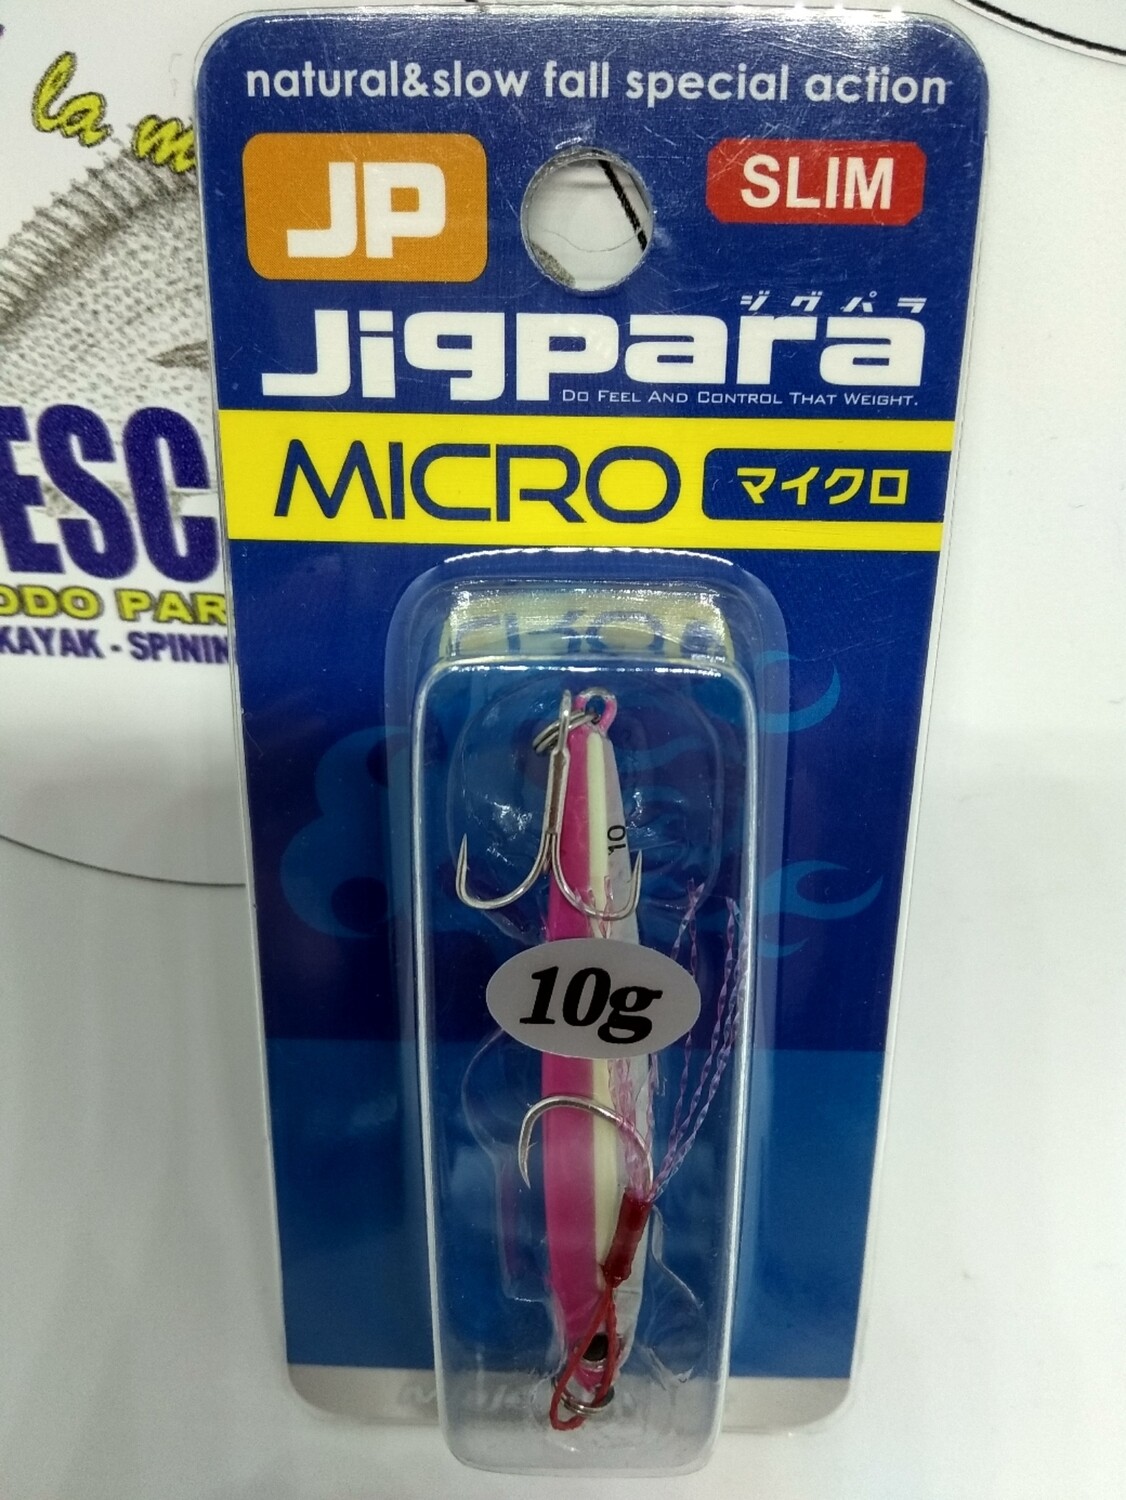 natural&slow fall special action
JP
SLIM
ジグパラ
Jigpara
DO FEEL AND CONTROL THAT WEIGHT.
MICRO マイクロ
10
10g
la m
ESC
ODO PAR
KAYAK - SPININ